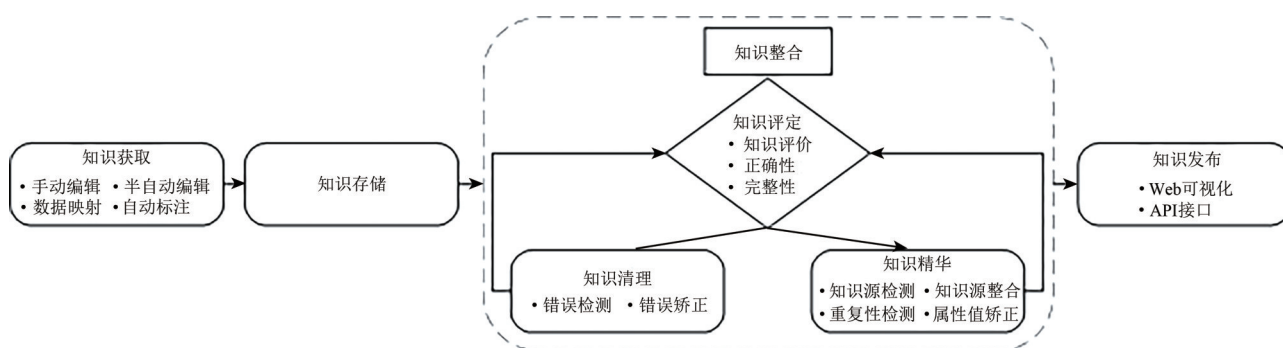 知识获取
• 手动编辑 • 半自动编辑
• 数据映射 • 自动标注
知识存储
知识整合
知识评定
• 知识评价
• 正确性
• 完整性
知识清理
• 错误检测 • 错误矫正
知识精华
• 知识源检测 • 知识源整合
• 重复性检测 • 属性值矫正
知识发布
• Web可视化
• API接口